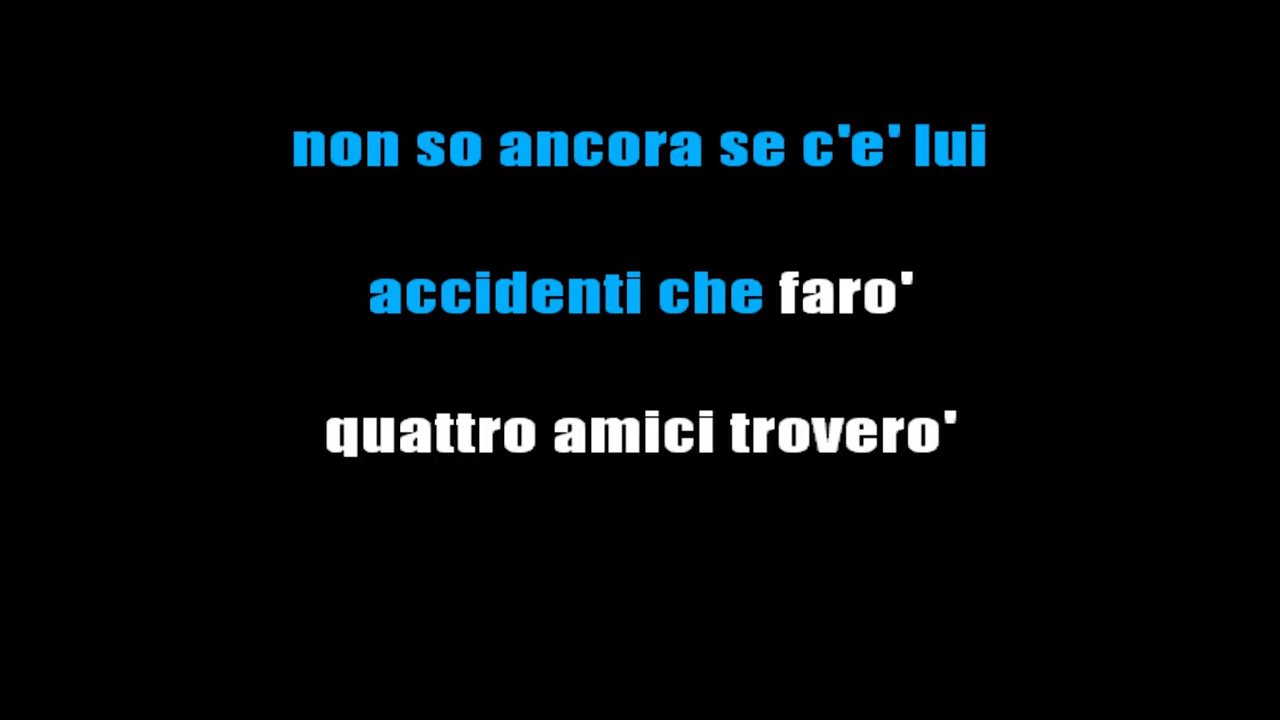 non so ancora se c'e' lui
accidenti che faro'
quattro amici trovero'